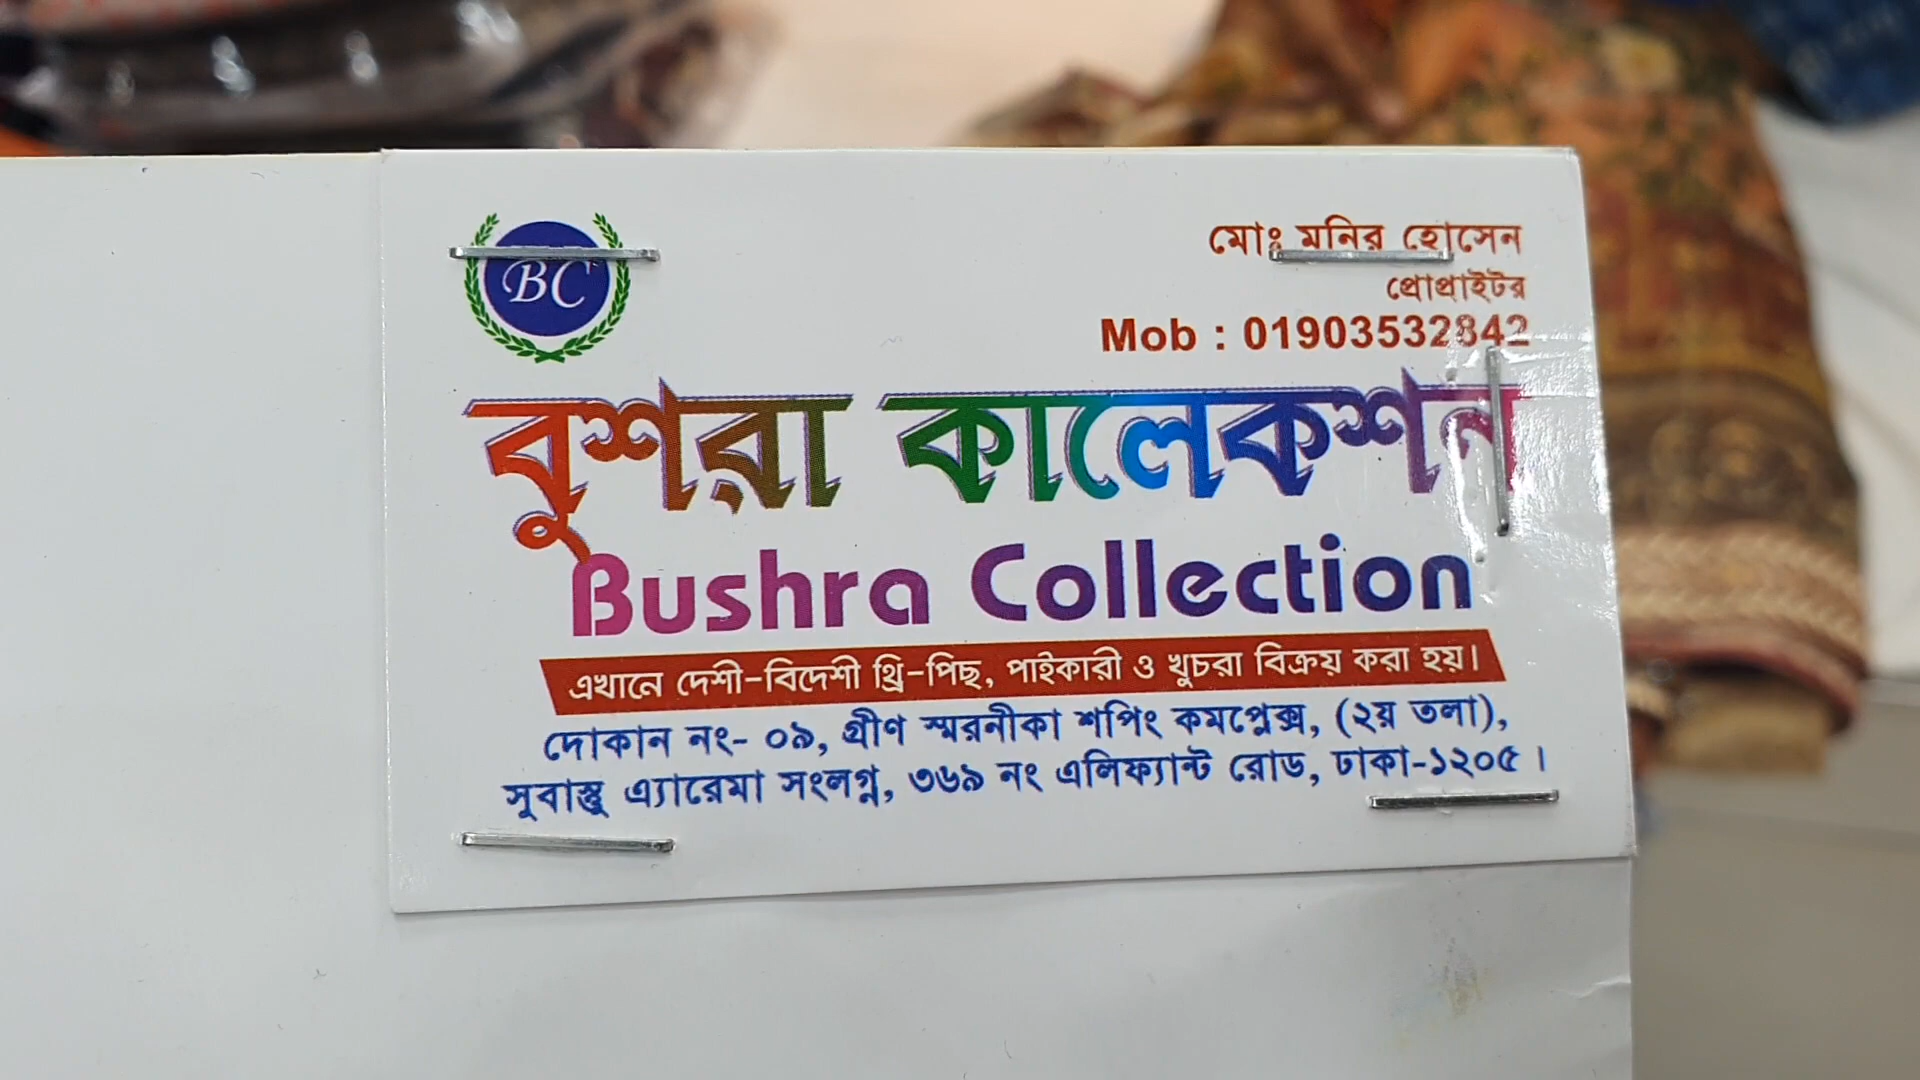 BC
মোঃ মনির হোসেন
প্রোপ্রাইটর
Mob : 01903532842
বুশরা কালেকশন
Bushra Collection
এখানে দেশী-বিদেশী থ্রি-পিছ, পাইকারী ও খুচরা বিক্রয় করা হয়।
দোকান নং- ০৯, গ্রীণ স্মরনীকা শপিং কমপ্লেক্স, (২য় তলা),
সুবাস্তু এ্যারেমা সংলগ্ন, ৩৬৯ নং এলিফ্যান্ট রোড, ঢাকা-১২০৫।